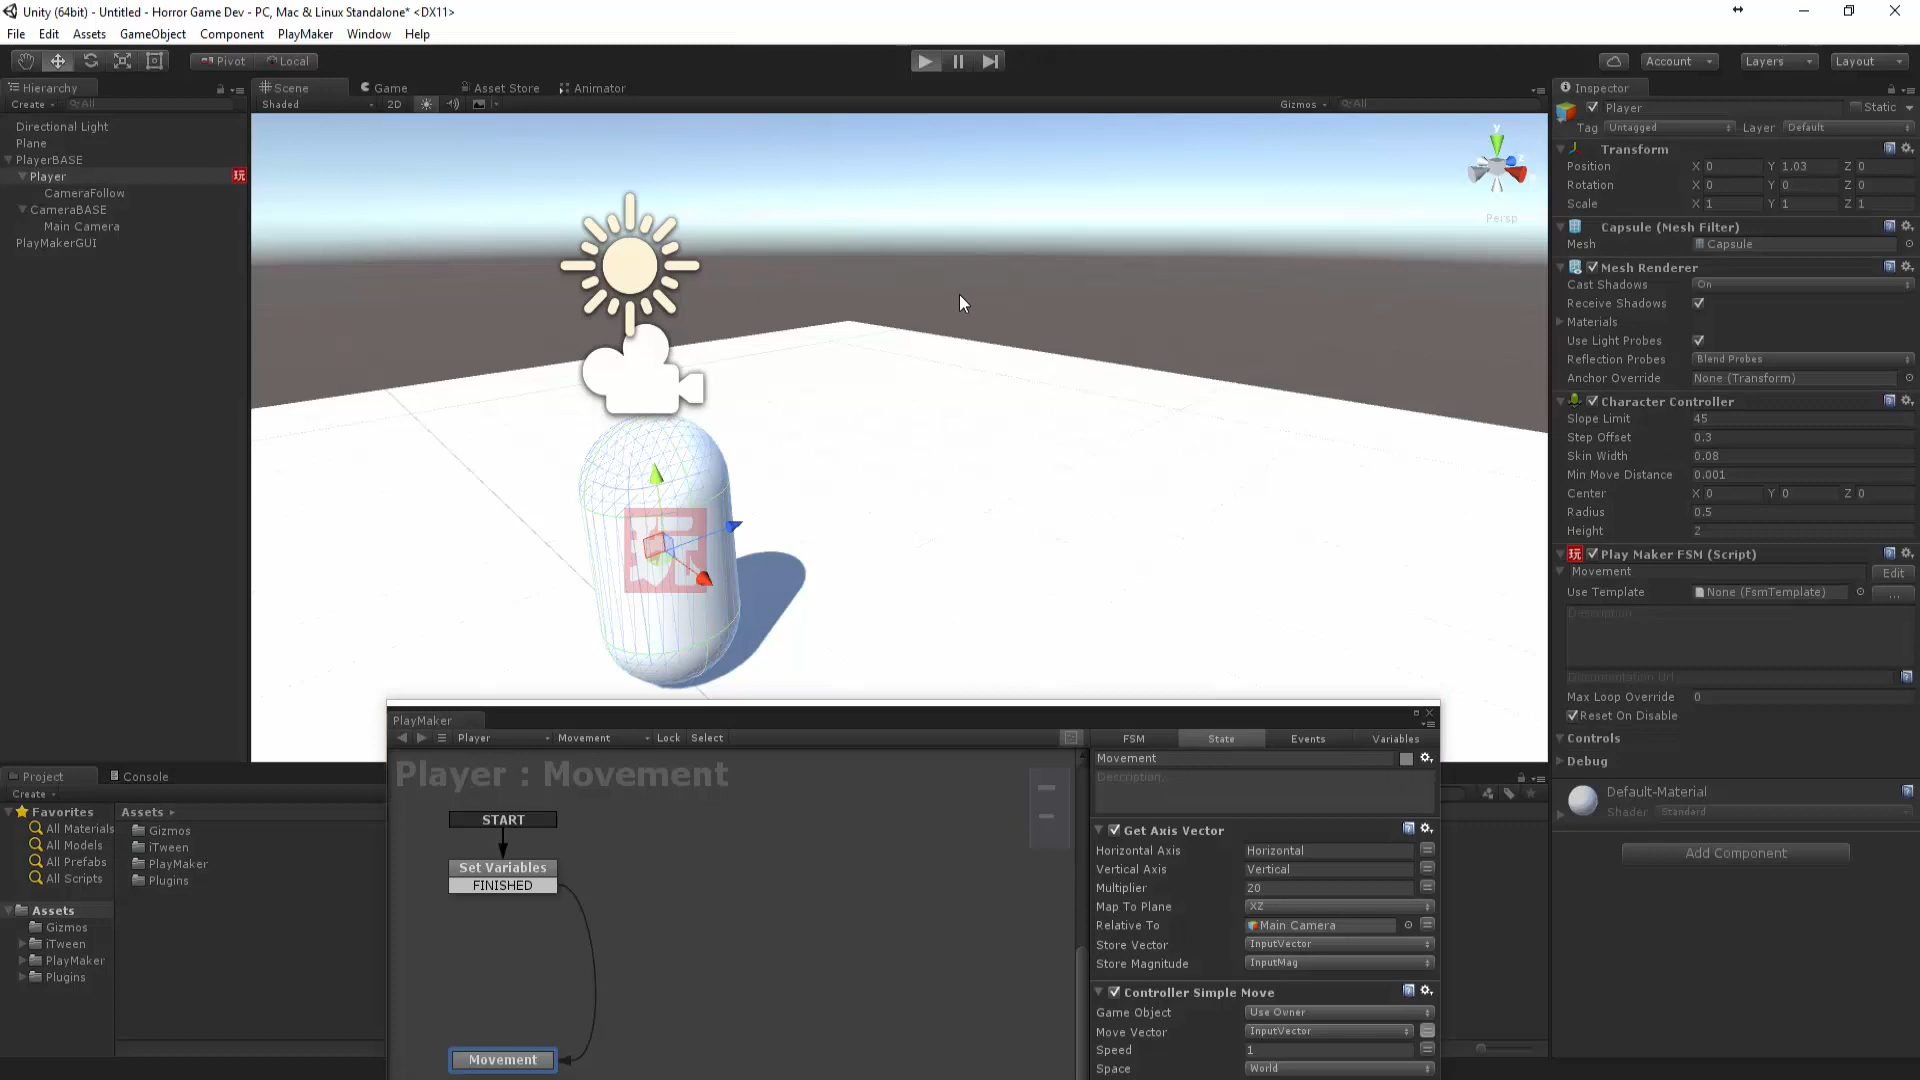 Unity (64bit) - Untitled - Horror Game Dev - PC, Mac & Linux Standalone* <DX11>
File Edit Assets GameObject Component PlayMaker Window Help
Pivot Local
Account Layers Layout
Hierarchy
Create All
Directional Light
Plane
PlayerBASE
Player 玩
CameraFollow
CameraBASE
Main Camera
PlayMakerGUI
Scene Game Asset Store Animator
Shaded 2D Gizmos All
y
z
Persp
玩
Inspector
Player Static
Tag Untagged Layer Default
Transform
Position X 0 Y 1.03 Z 0
Rotation X 0 Y 0 Z 0
Scale X 1 Y 1 Z 1
Capsule (Mesh Filter)
Mesh Capsule
Mesh Renderer
Cast Shadows On
Receive Shadows
Materials
Use Light Probes
Reflection Probes Blend Probes
Anchor Override None (Transform)
Character Controller
Slope Limit 45
Step Offset 0.3
Skin Width 0.08
Min Move Distance 0.001
Center X 0 Y 0 Z 0
Radius 0.5
Height 2
玩 Play Maker FSM (Script)
Movement Edit
Use Template None (FsmTemplate) ...
Description...
Documentation Url...
Max Loop Override 0
Reset On Disable
Controls
Debug
Default-Material
Shader Standard
Add Component
Project Console
Create
Favorites
All Materials
All Models
All Prefabs
All Scripts
Assets
Gizmos
iTween
PlayMaker
Plugins
Assets
Gizmos
iTween
PlayMaker
Plugins
PlayMaker
Player Movement Lock Select
Player : Movement
START
Set Variables
FINISHED
Movement
FSM State Events Variables
Movement
Description...
Get Axis Vector
Horizontal Axis Horizontal
Vertical Axis Vertical
Multiplier 20
Map To Plane XZ
Relative To Main Camera
Store Vector InputVector
Store Magnitude InputMag
Controller Simple Move
Game Object Use Owner
Move Vector InputVector
Speed 1
Space World